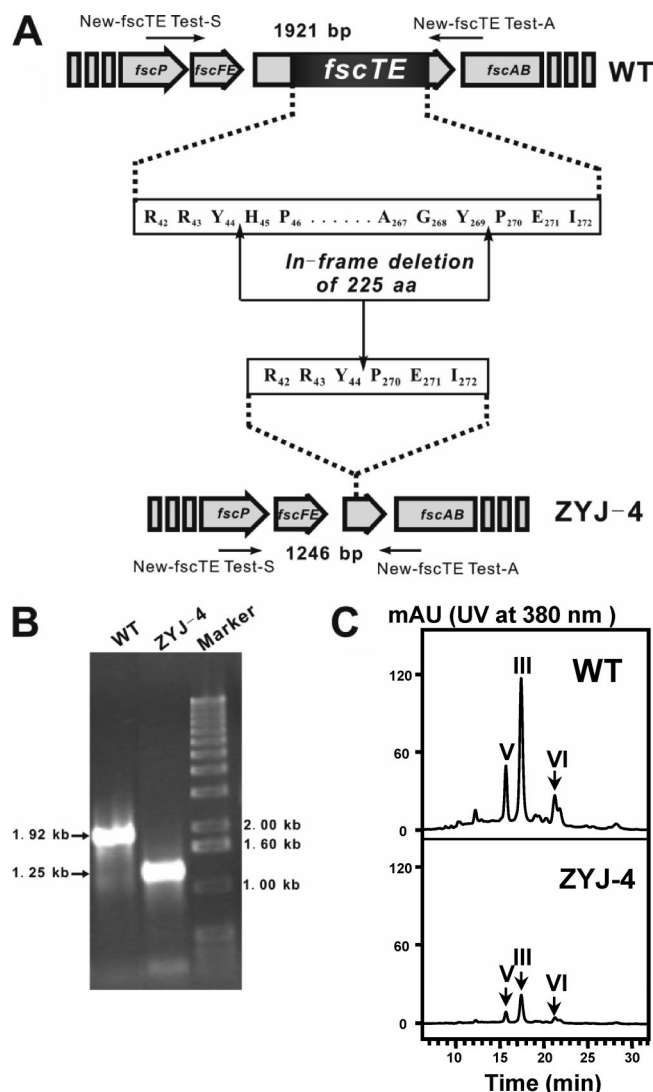 A
New-fscTE Test-S
1921 bp
New-fscTE Test-A
fscP
fscFE
fscTE
fscAB
WT
R42 R43 Y44 H45 P46 . . . . . . A267 G268 Y269 P270 E271 I272
In-frame deletion
of 225 aa
R42 R43 Y44 P270 E271 I272
fscP
fscFE
fscAB
ZYJ-4
New-fscTE Test-S
1246 bp
New-fscTE Test-A
B
WT
ZYJ-4
Marker
1.92 kb
2.00 kb
1.60 kb
1.25 kb
1.00 kb
C
mAU (UV at 380 nm )
120
III
WT
60
V
VI
0
120
ZYJ-4
60
III
V
VI
0
10 15 20 25 30
Time (min)